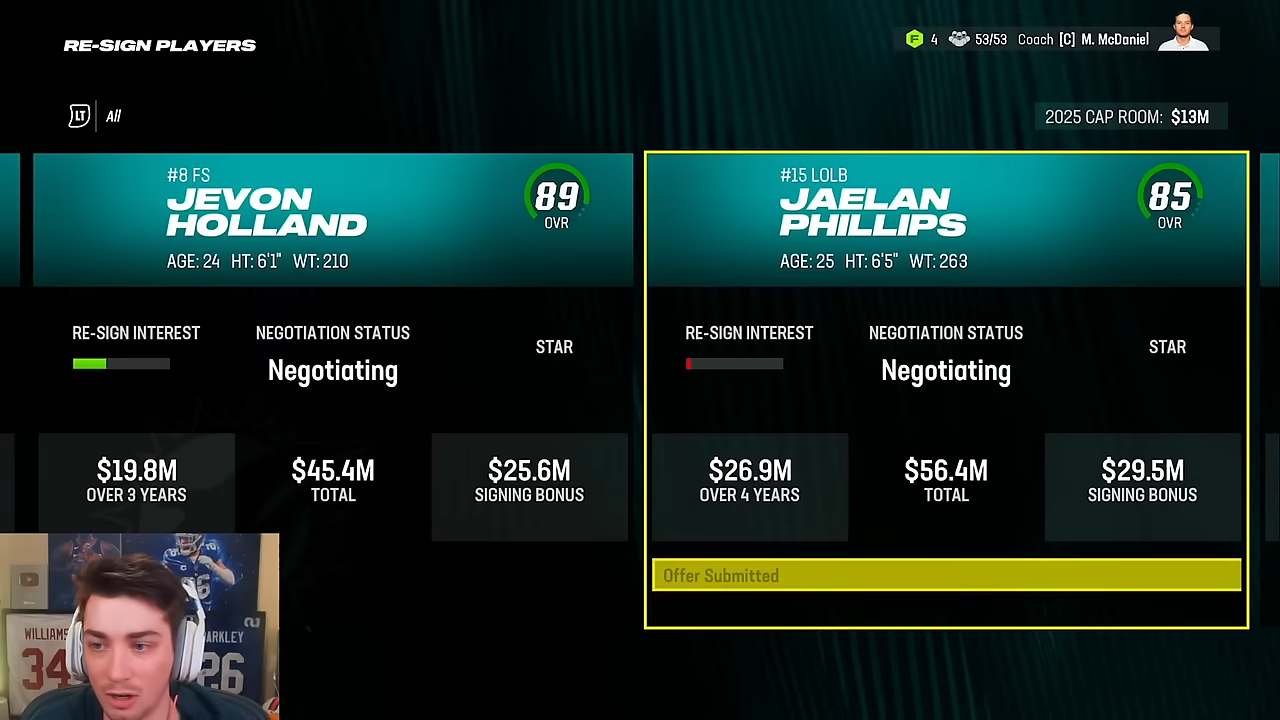 RE-SIGN PLAYERS
4 53/53 Coach [C] M. McDaniel
LT All
2025 CAP ROOM: $13M
#8 FS
JEVON
HOLLAND
89
OVR
AGE: 24 HT: 6'1" WT: 210
RE-SIGN INTEREST
NEGOTIATION STATUS
Negotiating
STAR
$19.8M
OVER 3 YEARS
$45.4M
TOTAL
$25.6M
SIGNING BONUS
#15 LOLB
JAELAN
PHILLIPS
85
OVR
AGE: 25 HT: 6'5" WT: 263
RE-SIGN INTEREST
NEGOTIATION STATUS
Negotiating
STAR
$26.9M
OVER 4 YEARS
$56.4M
TOTAL
$29.5M
SIGNING BONUS
Offer Submitted
WILLIAMS
34
ARKLEY
26